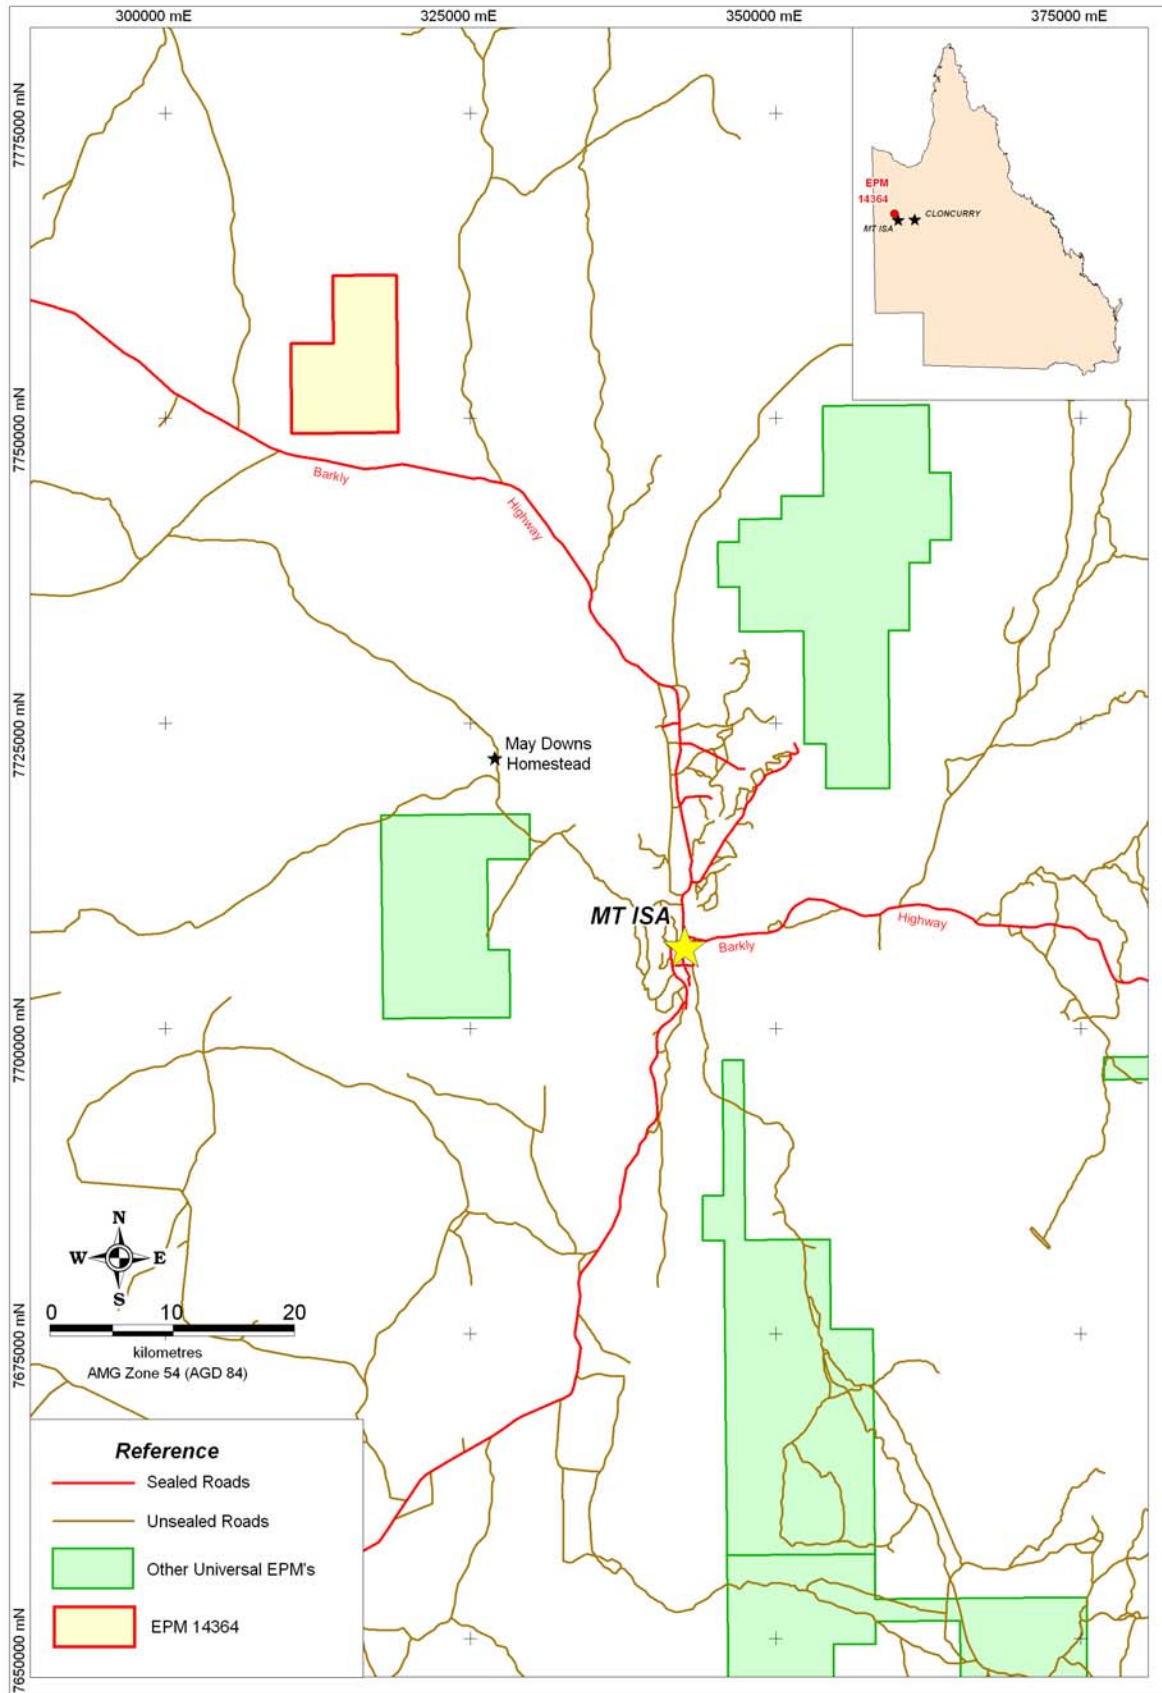 300000 mE
325000 mE
350000 mE
375000 mE
7775000 mN
7750000 mN
7725000 mN
7700000 mN
7675000 mN
7650000 mN
EPM
14364
CLONCURRY
MT ISA
Barkly
Highway
May Downs
Homestead
MT ISA
Barkly
Highway
N
W
E
S
0
10
20
kilometres
AMG Zone 54 (AGD 84)
Reference
Sealed Roads
Unsealed Roads
Other Universal EPM's
EPM 14364